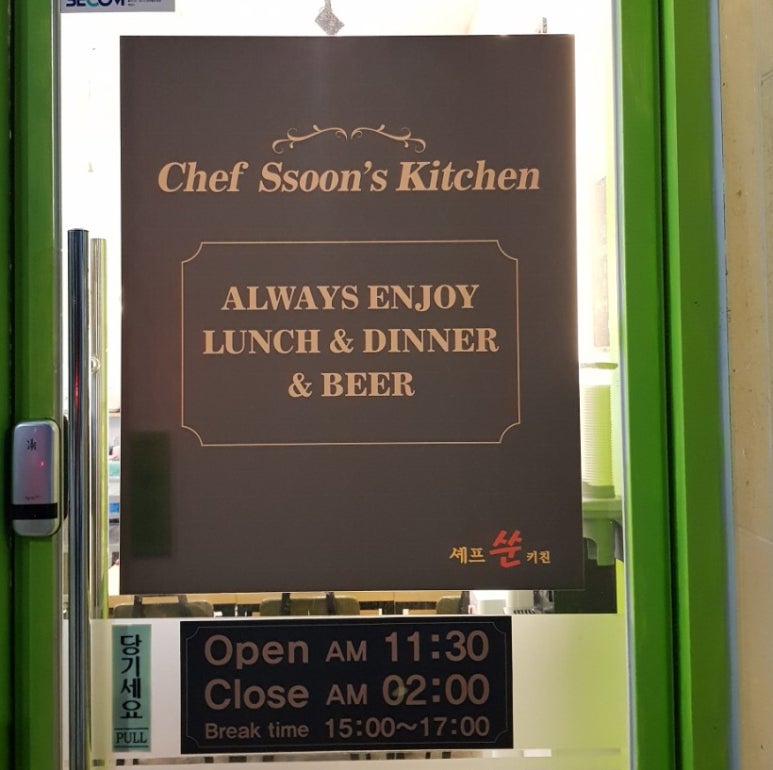 SECOM
Chef Ssoon's Kitchen
ALWAYS ENJOY
LUNCH & DINNER
& BEER
셰프 쑨 키친
당기세요
PULL
Open AM 11:30
Close AM 02:00
Break time 15:00~17:00